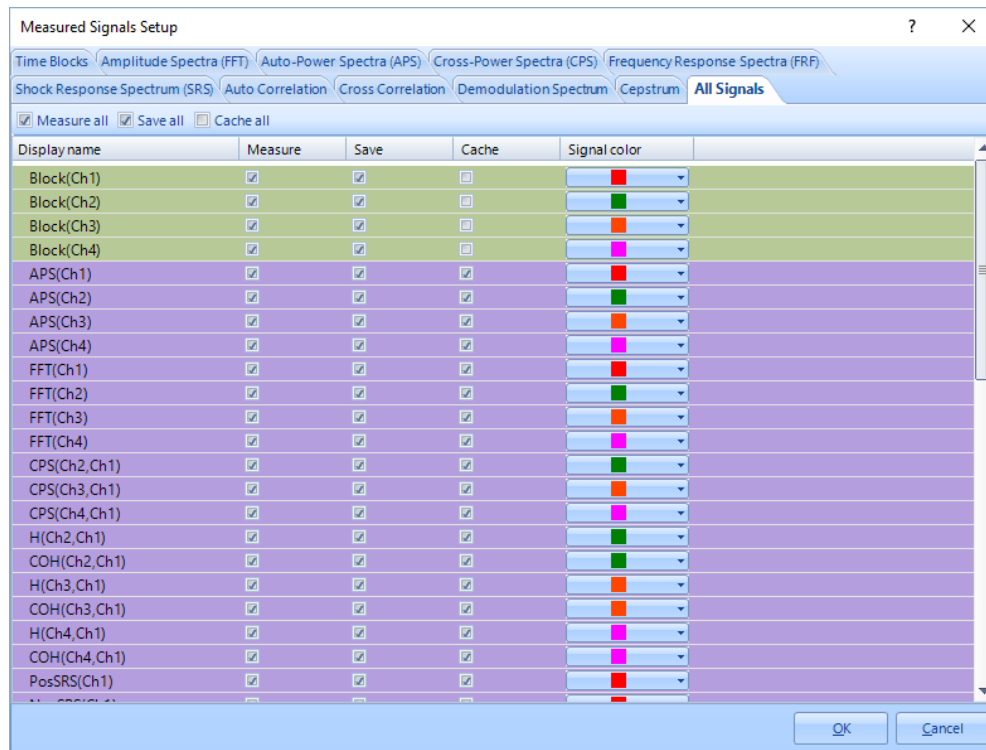 Measured Signals Setup ?
Time Blocks Amplitude Spectra (FFT) Auto-Power Spectra (APS) Cross-Power Spectra (CPS) Frequency Response Spectra (FRF)
Shock Response Spectrum (SRS) Auto Correlation Cross Correlation Demodulation Spectrum Cepstrum All Signals
Measure all Save all Cache all
Display name Measure Save Cache Signal color
Block(Ch1)
Block(Ch2)
Block(Ch3)
Block(Ch4)
APS(Ch1)
APS(Ch2)
APS(Ch3)
APS(Ch4)
FFT(Ch1)
FFT(Ch2)
FFT(Ch3)
FFT(Ch4)
CPS(Ch2,Ch1)
CPS(Ch3,Ch1)
CPS(Ch4,Ch1)
H(Ch2,Ch1)
COH(Ch2,Ch1)
H(Ch3,Ch1)
COH(Ch3,Ch1)
H(Ch4,Ch1)
COH(Ch4,Ch1)
PosSRS(Ch1)
OK Cancel